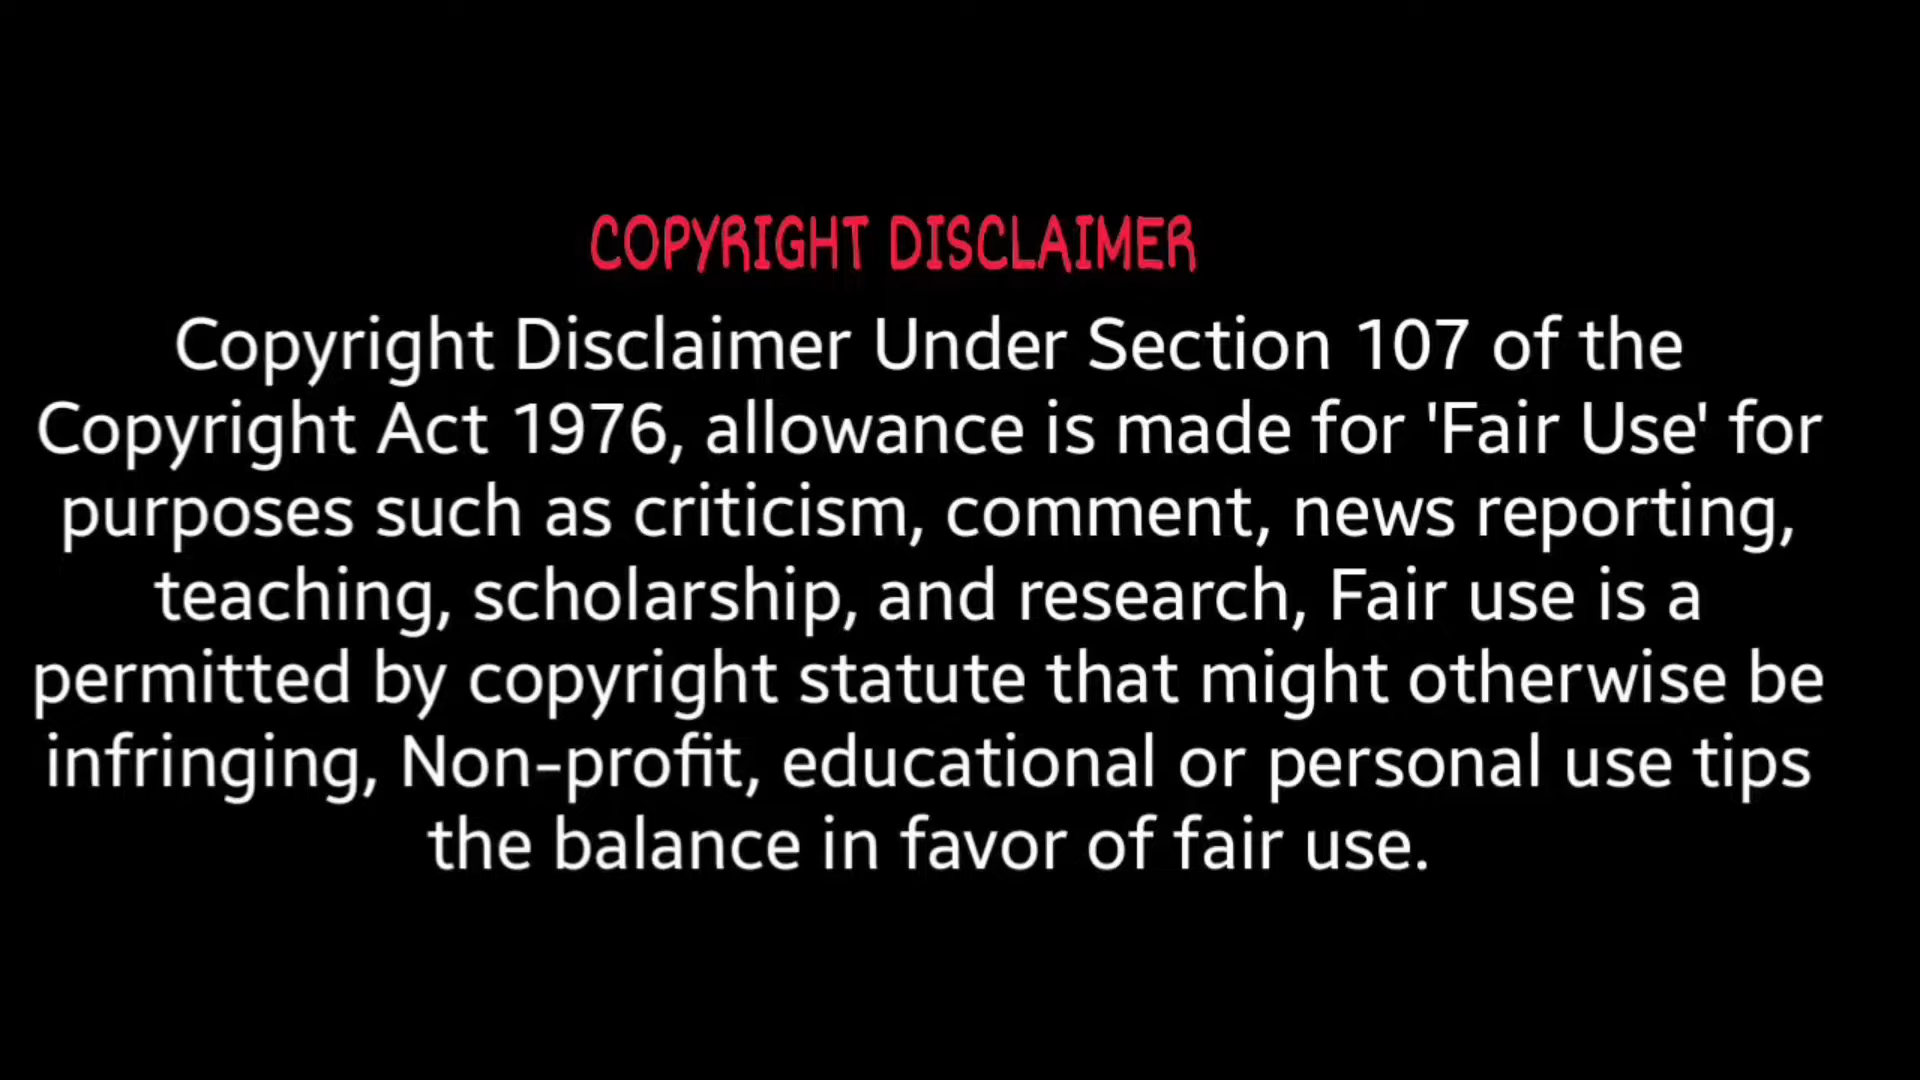 COPYRIGHT DISCLAIMER
Copyright Disclaimer Under Section 107 of the
Copyright Act 1976, allowance is made for 'Fair Use' for
purposes such as criticism, comment, news reporting,
teaching, scholarship, and research, Fair use is a
permitted by copyright statute that might otherwise be
infringing, Non-profit, educational or personal use tips
the balance in favor of fair use.